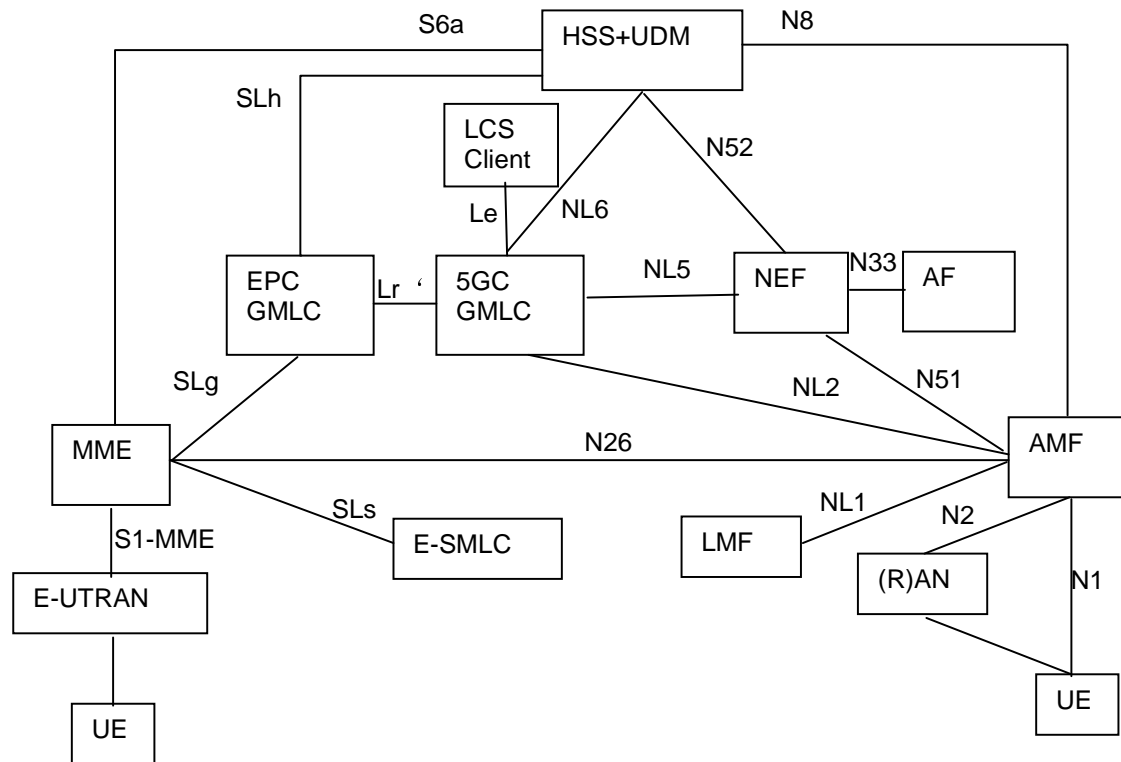 S6a
HSS+UDM
N8
SLh
LCS
Client
N52
Le
NL6
EPC
GMLC
Lr ‘
5GC
GMLC
NL5
NEF
N33
AF
SLg
NL2
N51
MME
N26
AMF
SLs
NL1
N2
S1-MME
E-SMLC
LMF
(R)AN
N1
E-UTRAN
UE
UE